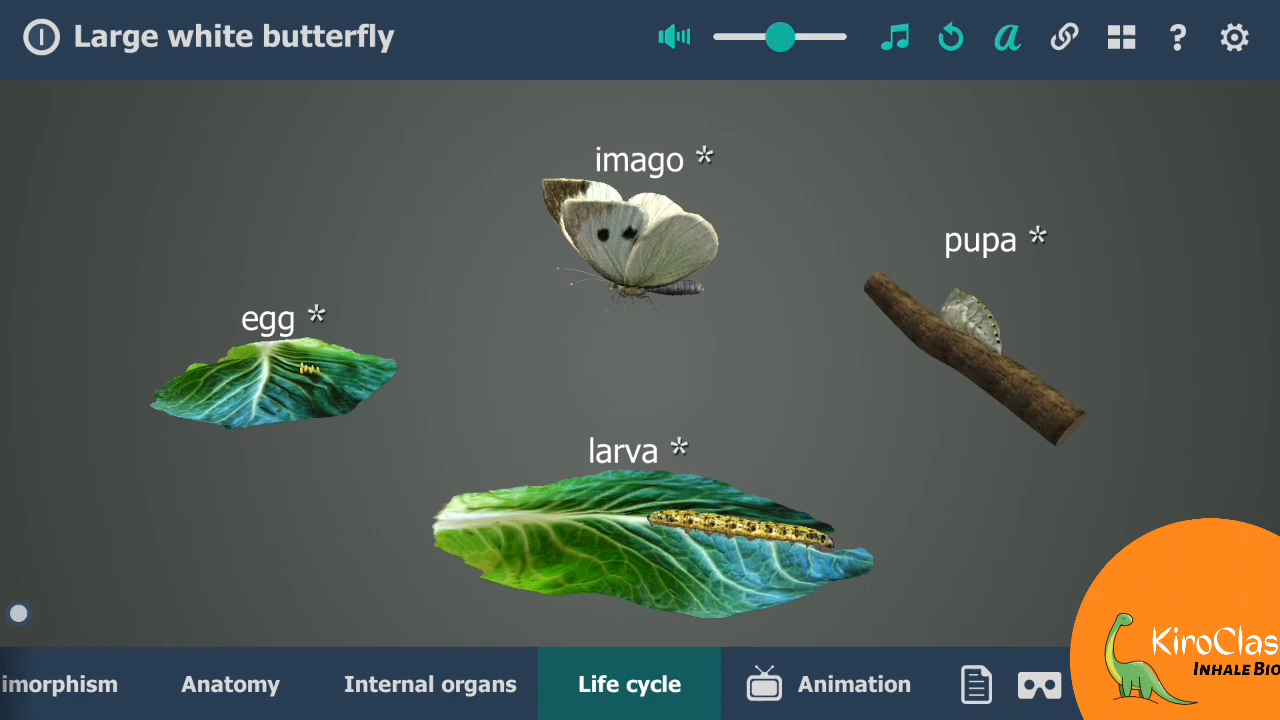 Large white butterfly
imago *
pupa *
egg *
larva *
imorphism Anatomy Internal organs Life cycle Animation
KiroClas
INHALE BIO